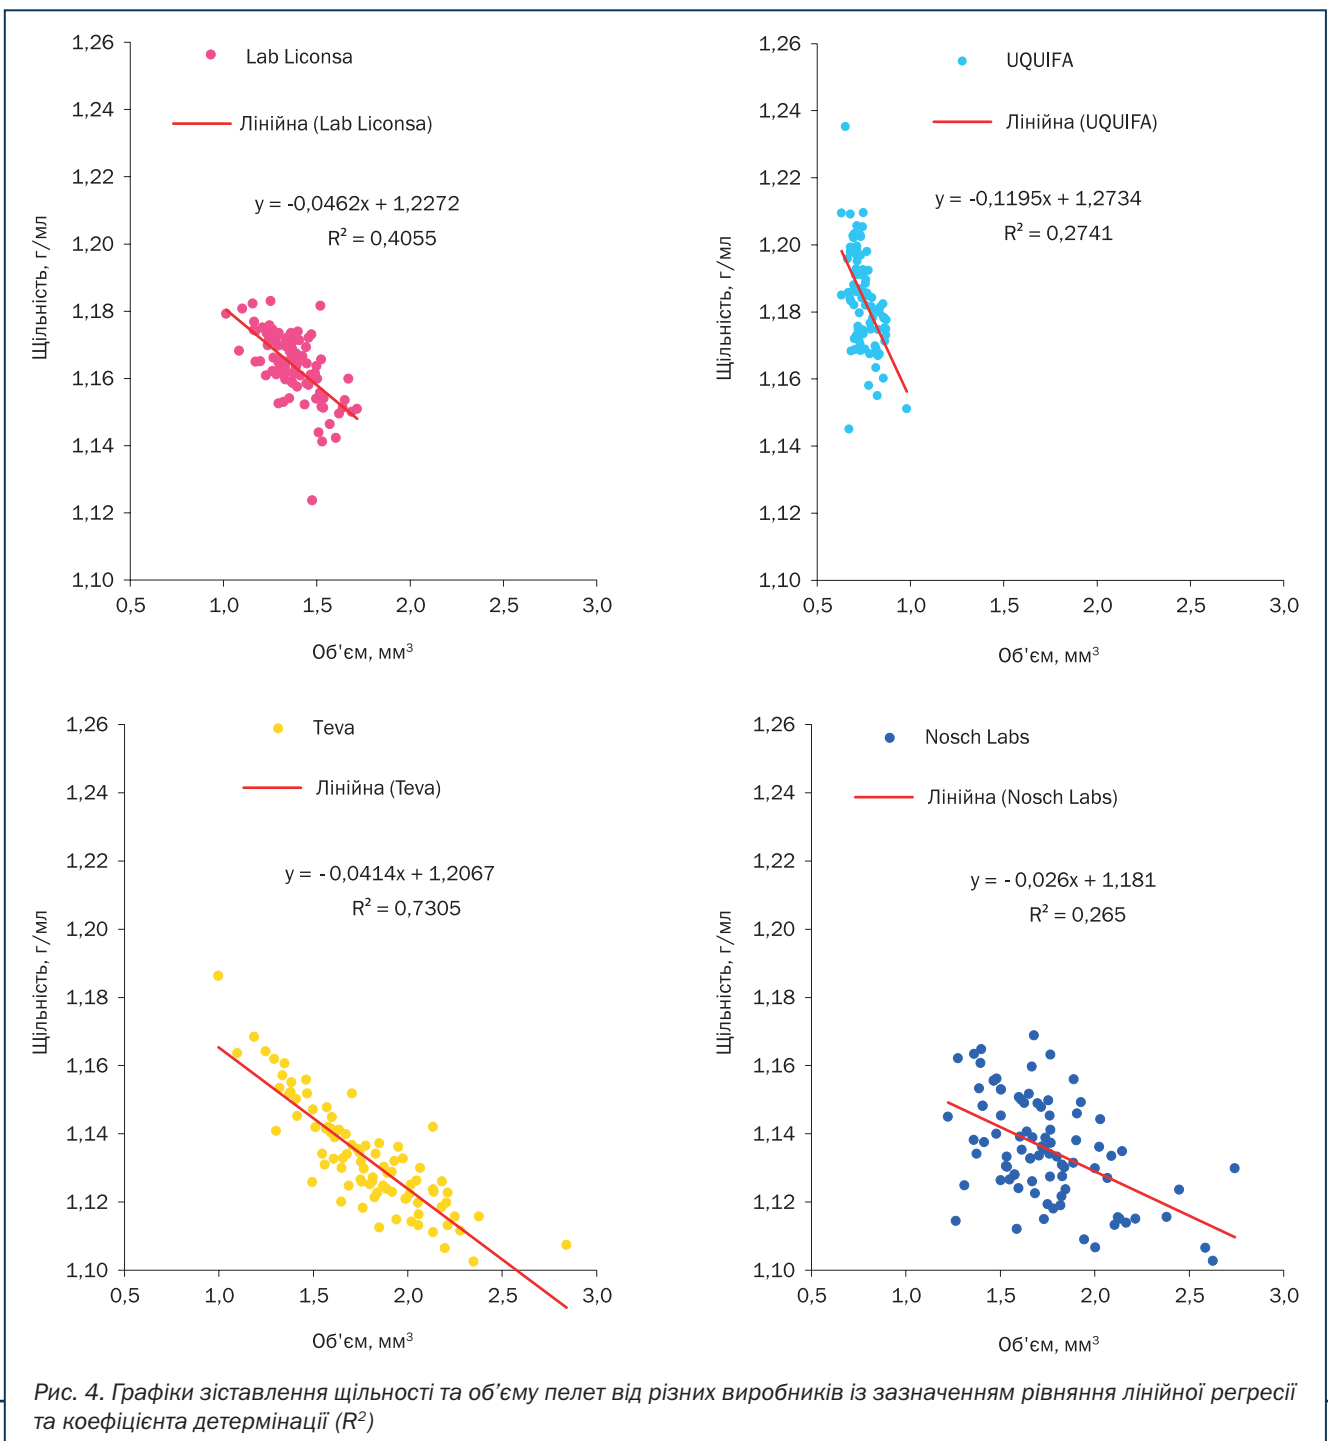 1,26
1,24
1,22
1,20
1,18
1,16
1,14
1,12
1,10
Щільність, г/мл
Lab Liconsa
Лінійна (Lab Liconsa)
y = -0,0462x + 1,2272
R² = 0,4055
0,5 1,0 1,5 2,0 2,5 3,0
Об'єм, мм³
1,26
1,24
1,22
1,20
1,18
1,16
1,14
1,12
1,10
Щільність, г/мл
UQUIFA
Лінійна (UQUIFA)
y = -0,1195x + 1,2734
R² = 0,2741
0,5 1,0 1,5 2,0 2,5 3,0
Об'єм, мм³
1,26
1,24
1,22
1,20
1,18
1,16
1,14
1,12
1,10
Щільність, г/мл
Teva
Лінійна (Teva)
y = - 0,0414x + 1,2067
R² = 0,7305
0,5 1,0 1,5 2,0 2,5 3,0
Об'єм, мм³
1,26
1,24
1,22
1,20
1,18
1,16
1,14
1,12
1,10
Щільність, г/мл
Nosch Labs
Лінійна (Nosch Labs)
y = - 0,026x + 1,181
R² = 0,265
0,5 1,0 1,5 2,0 2,5 3,0
Об'єм, мм³
Рис. 4. Графіки зіставлення щільності та об’єму пелет від різних виробників із зазначенням рівняння лінійної регресії
та коефіцієнта детермінації (R²)